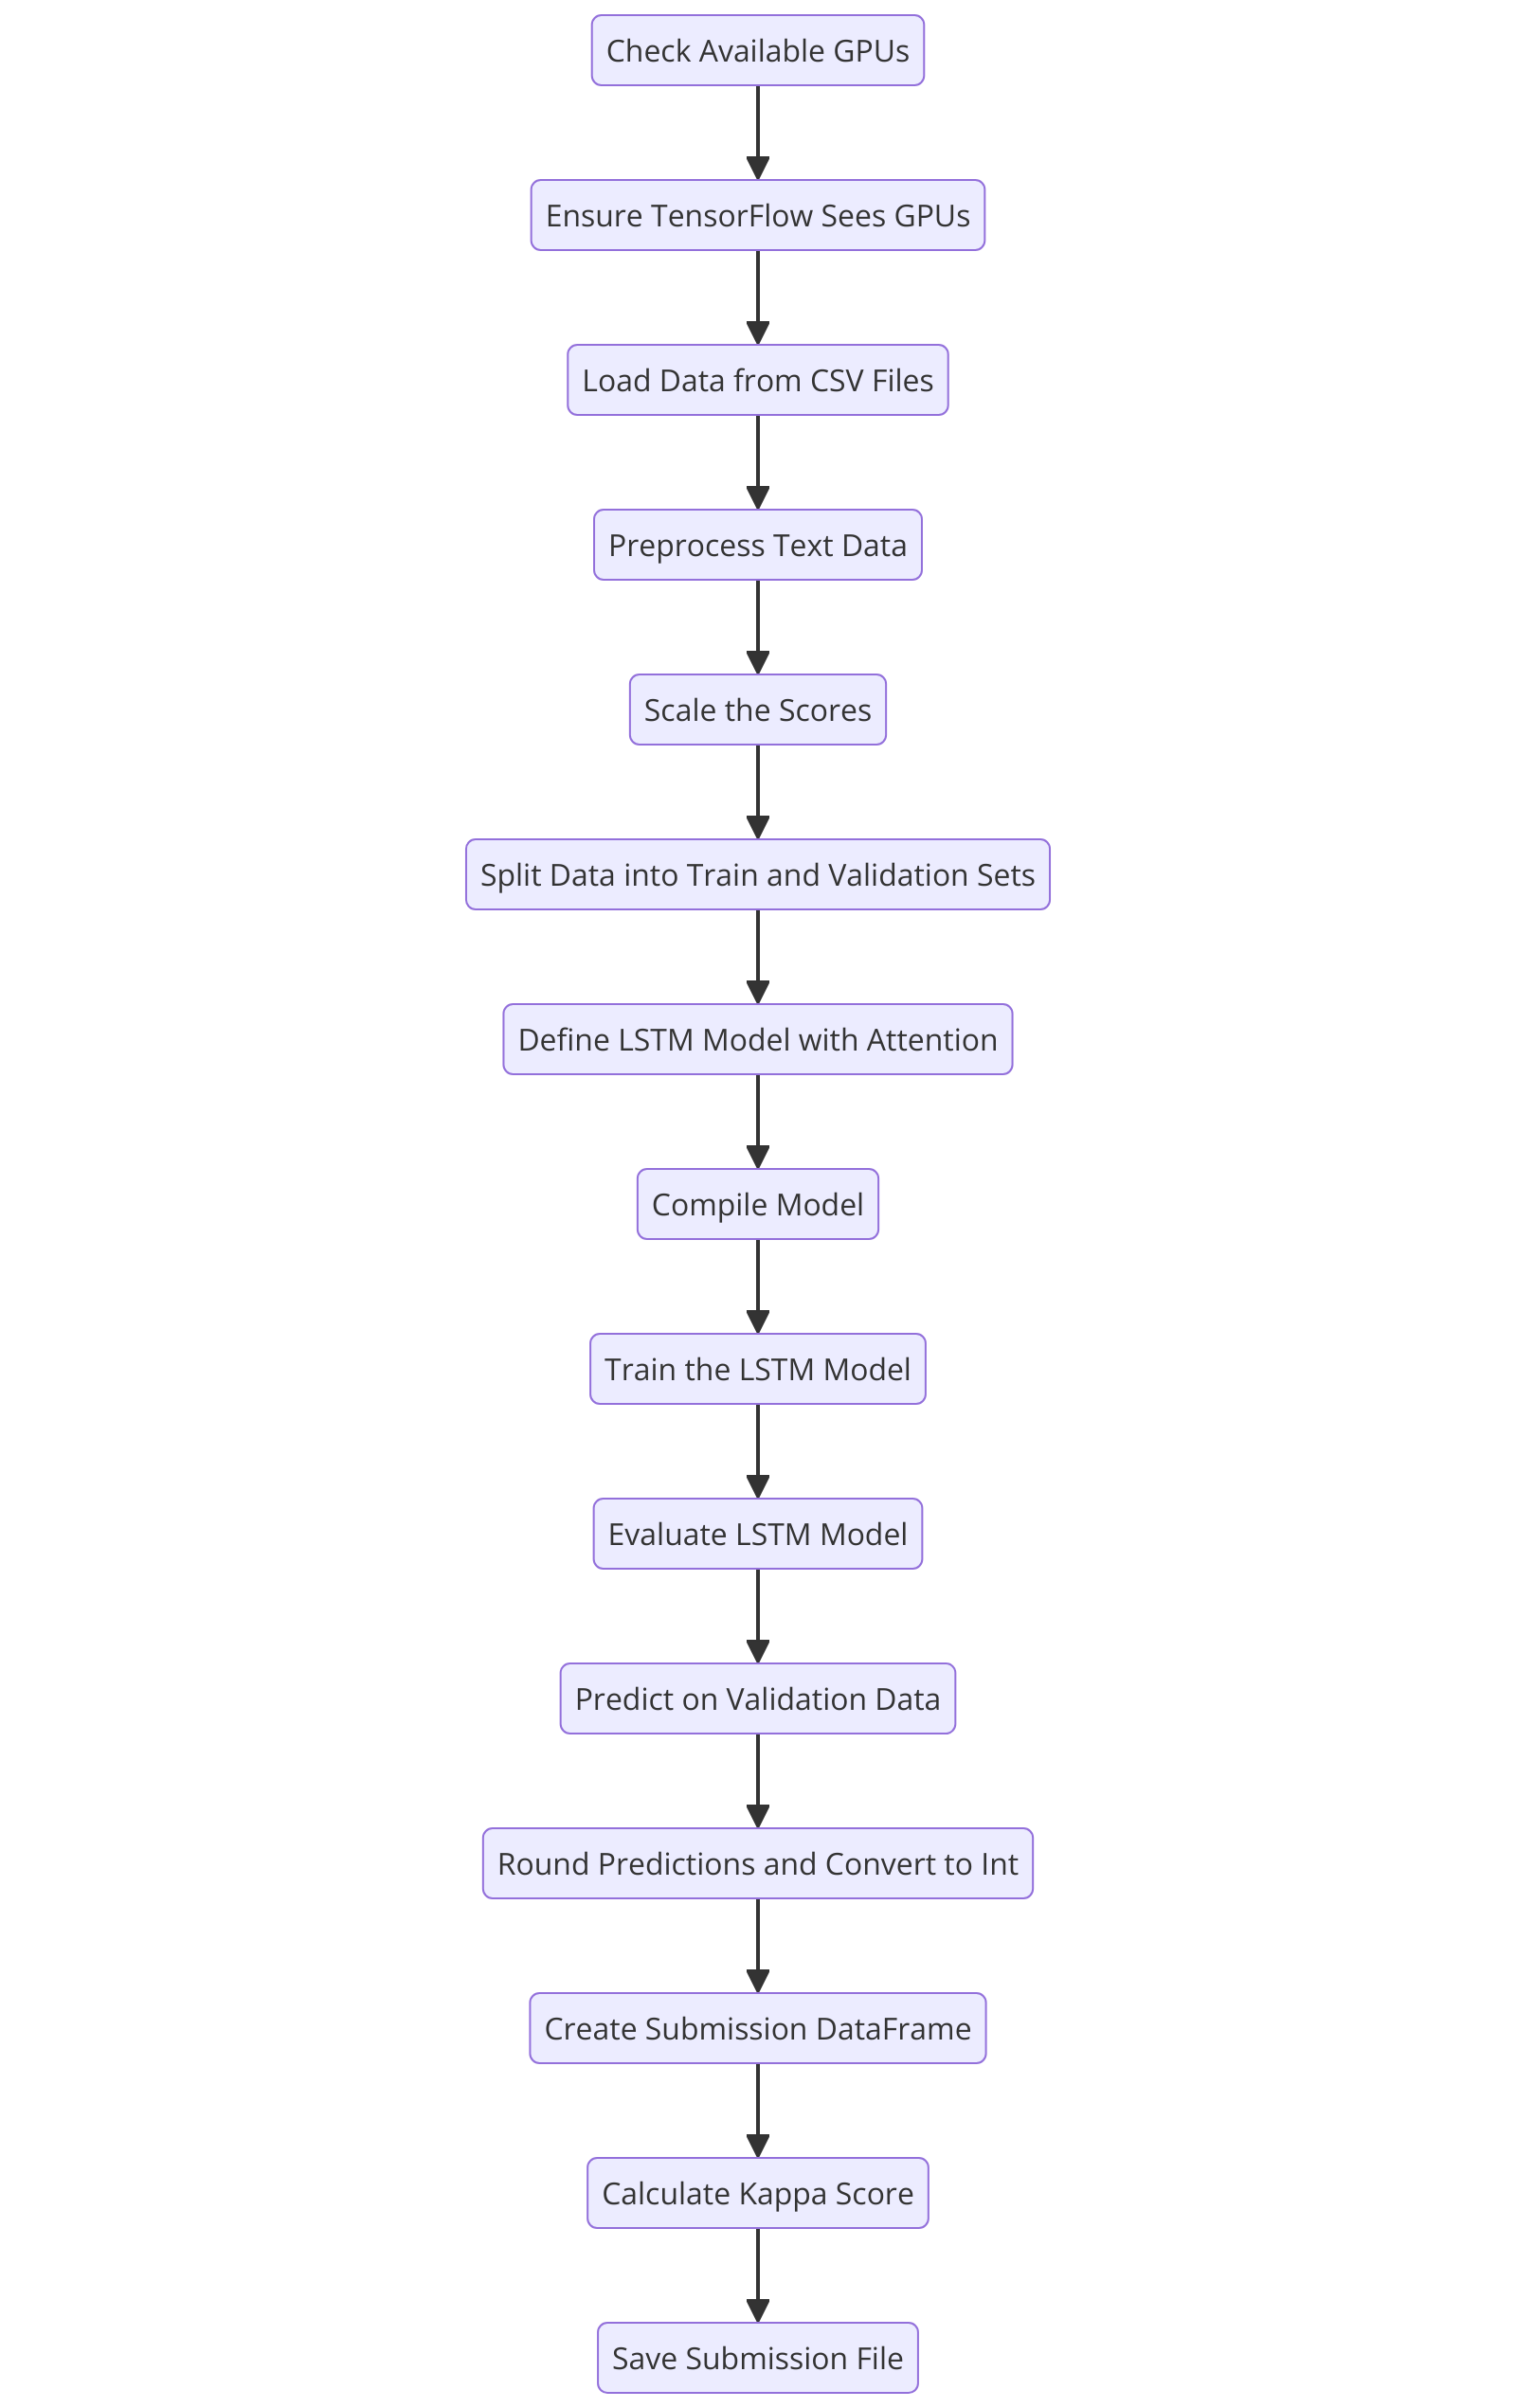 Check Available GPUs
Ensure TensorFlow Sees GPUs
Load Data from CSV Files
Preprocess Text Data
Scale the Scores
Split Data into Train and Validation Sets
Define LSTM Model with Attention
Compile Model
Train the LSTM Model
Evaluate LSTM Model
Predict on Validation Data
Round Predictions and Convert to Int
Create Submission DataFrame
Calculate Kappa Score
Save Submission File